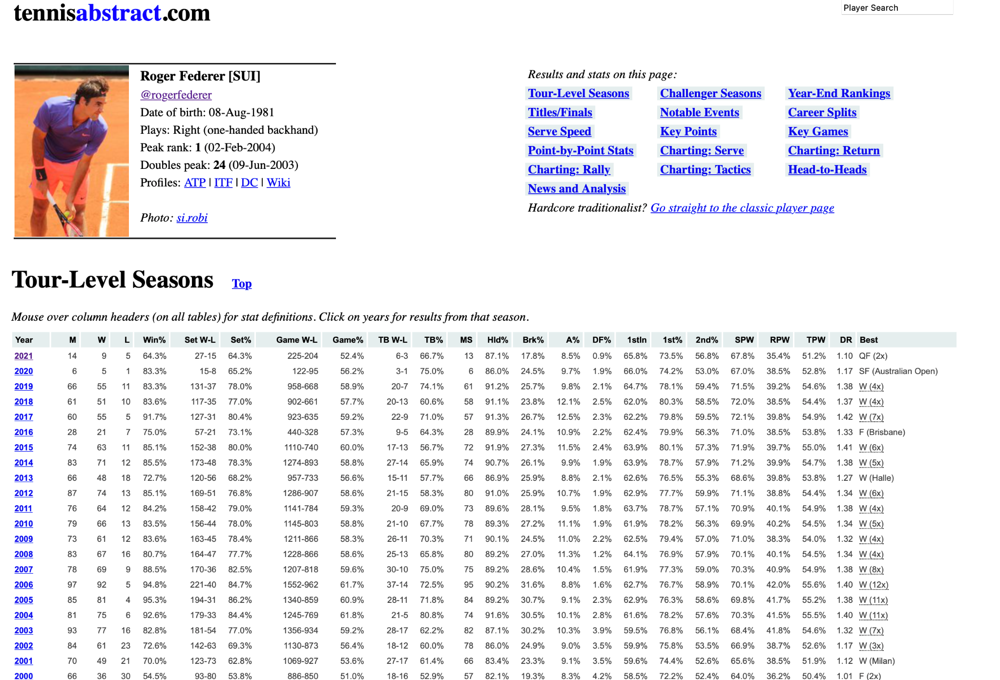 tennisabstract.com
Player Search
Roger Federer [SUI]
@rogerfederer
Date of birth: 08-Aug-1981
Plays: Right (one-handed backhand)
Peak rank: 1 (02-Feb-2004)
Doubles peak: 24 (09-Jun-2003)
Profiles: ATP | ITF | DC | Wiki
Photo: si.robi
Results and stats on this page:
Tour-Level Seasons Challenger Seasons Year-End Rankings
Titles/Finals Notable Events Career Splits
Serve Speed Key Points Key Games
Point-by-Point Stats Charting: Serve Charting: Return
Charting: Rally Charting: Tactics Head-to-Heads
News and Analysis
Hardcore traditionalist? Go straight to the classic player page
Tour-Level Seasons Top
Mouse over column headers (on all tables) for stat definitions. Click on years for results from that season.
Year M W L Win% Set W-L Set% Game W-L Game% TB W-L TB% MS Hld% Brk% A% DF% 1stIn 1st% 2nd% SPW RPW TPW DR Best
2021 14 9 5 64.3% 27-15 64.3% 225-204 52.4% 6-3 66.7% 13 87.1% 17.8% 8.5% 0.9% 65.8% 73.5% 56.8% 67.8% 35.4% 51.2% 1.10 QF (2x)
2020 6 5 1 83.3% 15-8 65.2% 122-95 56.2% 3-1 75.0% 6 86.0% 24.5% 9.7% 1.9% 66.0% 74.2% 53.0% 67.0% 38.5% 52.8% 1.17 SF (Australian Open)
2019 66 55 11 83.3% 131-37 78.0% 958-668 58.9% 20-7 74.1% 61 91.2% 25.7% 9.8% 2.1% 64.7% 78.1% 59.4% 71.5% 39.2% 54.6% 1.38 W (4x)
2018 61 51 10 83.6% 117-35 77.0% 902-661 57.7% 20-13 60.6% 58 91.1% 23.8% 12.1% 2.5% 62.0% 80.3% 58.5% 72.0% 38.5% 54.4% 1.37 W (4x)
2017 60 55 5 91.7% 127-31 80.4% 923-635 59.2% 22-9 71.0% 57 91.3% 26.7% 12.5% 2.3% 62.2% 79.8% 59.5% 72.1% 39.8% 54.9% 1.42 W (7x)
2016 28 21 7 75.0% 57-21 73.1% 440-328 57.3% 9-5 64.3% 28 89.9% 24.1% 10.9% 2.2% 62.4% 79.9% 56.3% 71.0% 38.5% 53.8% 1.33 F (Brisbane)
2015 74 63 11 85.1% 152-38 80.0% 1110-740 60.0% 17-13 56.7% 72 91.9% 27.3% 11.5% 2.4% 63.9% 80.1% 57.3% 71.9% 39.7% 55.0% 1.41 W (6x)
2014 83 71 12 85.5% 173-48 78.3% 1274-893 58.8% 27-14 65.9% 74 90.7% 26.1% 9.9% 1.9% 63.9% 78.7% 57.9% 71.2% 39.9% 54.7% 1.38 W (5x)
2013 66 48 18 72.7% 120-56 68.2% 957-733 56.6% 15-11 57.7% 66 86.9% 25.9% 8.8% 2.1% 62.6% 76.5% 55.3% 68.6% 39.8% 53.8% 1.27 W (Halle)
2012 87 74 13 85.1% 169-51 76.8% 1286-907 58.6% 21-15 58.3% 80 91.0% 25.9% 10.7% 1.9% 62.9% 77.7% 59.9% 71.1% 38.8% 54.4% 1.34 W (6x)
2011 76 64 12 84.2% 158-42 79.0% 1141-784 59.3% 20-9 69.0% 73 89.6% 28.1% 9.5% 1.8% 63.7% 78.7% 57.1% 70.9% 40.1% 54.9% 1.38 W (4x)
2010 79 66 13 83.5% 156-44 78.0% 1145-803 58.8% 21-10 67.7% 78 89.3% 27.2% 11.1% 1.9% 61.9% 78.2% 56.3% 69.9% 40.2% 54.5% 1.34 W (5x)
2009 73 61 12 83.6% 163-45 78.4% 1211-866 58.3% 26-11 70.3% 71 90.1% 24.5% 11.0% 2.2% 62.5% 79.4% 57.0% 71.0% 38.3% 54.0% 1.32 W (4x)
2008 83 67 16 80.7% 164-47 77.7% 1228-866 58.6% 25-13 65.8% 80 89.2% 27.0% 11.3% 1.2% 64.1% 76.9% 57.9% 70.1% 40.1% 54.5% 1.34 W (4x)
2007 78 69 9 88.5% 170-36 82.5% 1207-818 59.6% 30-10 75.0% 75 89.2% 28.6% 10.4% 1.5% 61.9% 77.3% 59.0% 70.3% 40.9% 54.9% 1.38 W (8x)
2006 97 92 5 94.8% 221-40 84.7% 1552-962 61.7% 37-14 72.5% 95 90.2% 31.6% 8.8% 1.6% 62.7% 76.7% 58.9% 70.1% 42.0% 55.6% 1.40 W (12x)
2005 85 81 4 95.3% 194-31 86.2% 1340-859 60.9% 28-11 71.8% 84 89.2% 30.7% 9.1% 2.3% 62.9% 76.3% 58.6% 69.8% 41.7% 55.2% 1.38 W (11x)
2004 81 75 6 92.6% 179-33 84.4% 1245-769 61.8% 21-5 80.8% 74 91.6% 30.5% 10.1% 2.8% 61.6% 78.2% 57.6% 70.3% 41.5% 55.5% 1.40 W (11x)
2003 93 77 16 82.8% 181-54 77.0% 1356-934 59.2% 28-17 62.2% 82 87.1% 30.2% 10.3% 3.9% 59.5% 76.8% 56.1% 68.4% 41.8% 54.6% 1.32 W (7x)
2002 84 61 23 72.6% 142-63 69.3% 1130-873 56.4% 18-12 60.0% 78 86.0% 24.9% 9.0% 3.5% 59.9% 75.8% 53.5% 66.9% 38.7% 52.6% 1.17 W (3x)
2001 70 49 21 70.0% 123-73 62.8% 1069-927 53.6% 27-17 61.4% 66 83.4% 23.3% 9.1% 3.5% 59.6% 74.4% 52.6% 65.6% 38.5% 51.9% 1.12 W (Milan)
2000 66 36 30 54.5% 93-80 53.8% 886-850 51.0% 18-16 52.9% 57 82.1% 19.3% 8.3% 4.2% 58.5% 72.2% 52.4% 64.0% 36.2% 50.4% 1.01 F (2x)